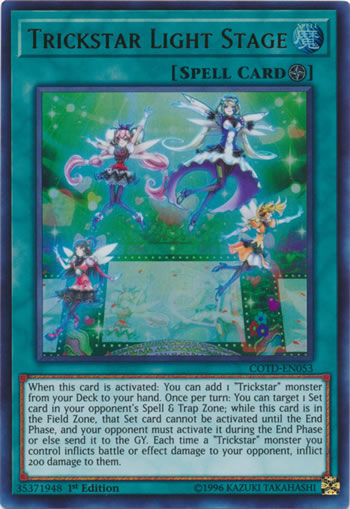 TRICKSTAR LIGHT STAGE
SPELL
魔
[SPELL CARD]
COTD-EN053
When this card is activated: You can add 1 "Trickstar" monster
from your Deck to your hand. Once per turn: You can target 1 Set
card in your opponent's Spell & Trap Zone; while this card is in
the Field Zone, that Set card cannot be activated until the End
Phase, and your opponent must activate it during the End Phase
or else send it to the GY. Each time a "Trickstar" monster you
control inflicts battle or effect damage to your opponent, inflict
200 damage to them.
35371948 1st Edition ©1996 KAZUKI TAKAHASHI